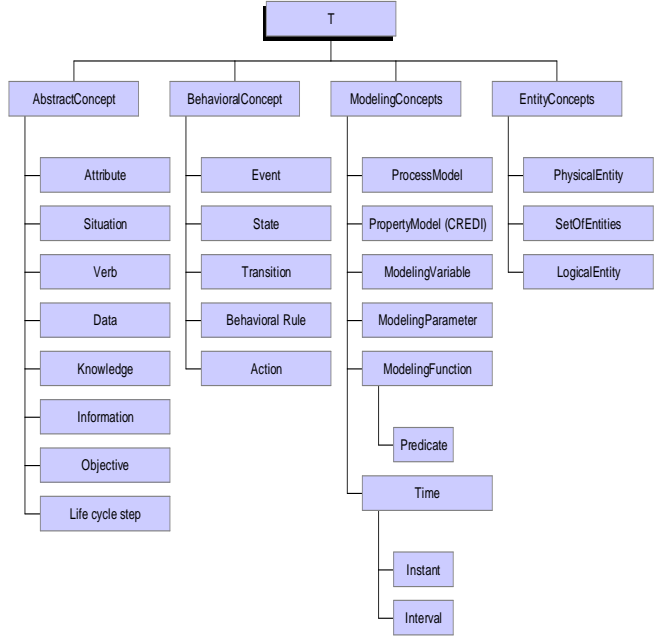 T
AbstractConcept
BehavioralConcept
ModelingConcepts
EntityConcepts
Attribute
Situation
Verb
Data
Knowledge
Information
Objective
Life cycle step
Event
State
Transition
Behavioral Rule
Action
ProcessModel
PropertyModel (CREDI)
ModelingVariable
ModelingParameter
ModelingFunction
Predicate
Time
Instant
Interval
PhysicalEntity
SetOfEntities
LogicalEntity